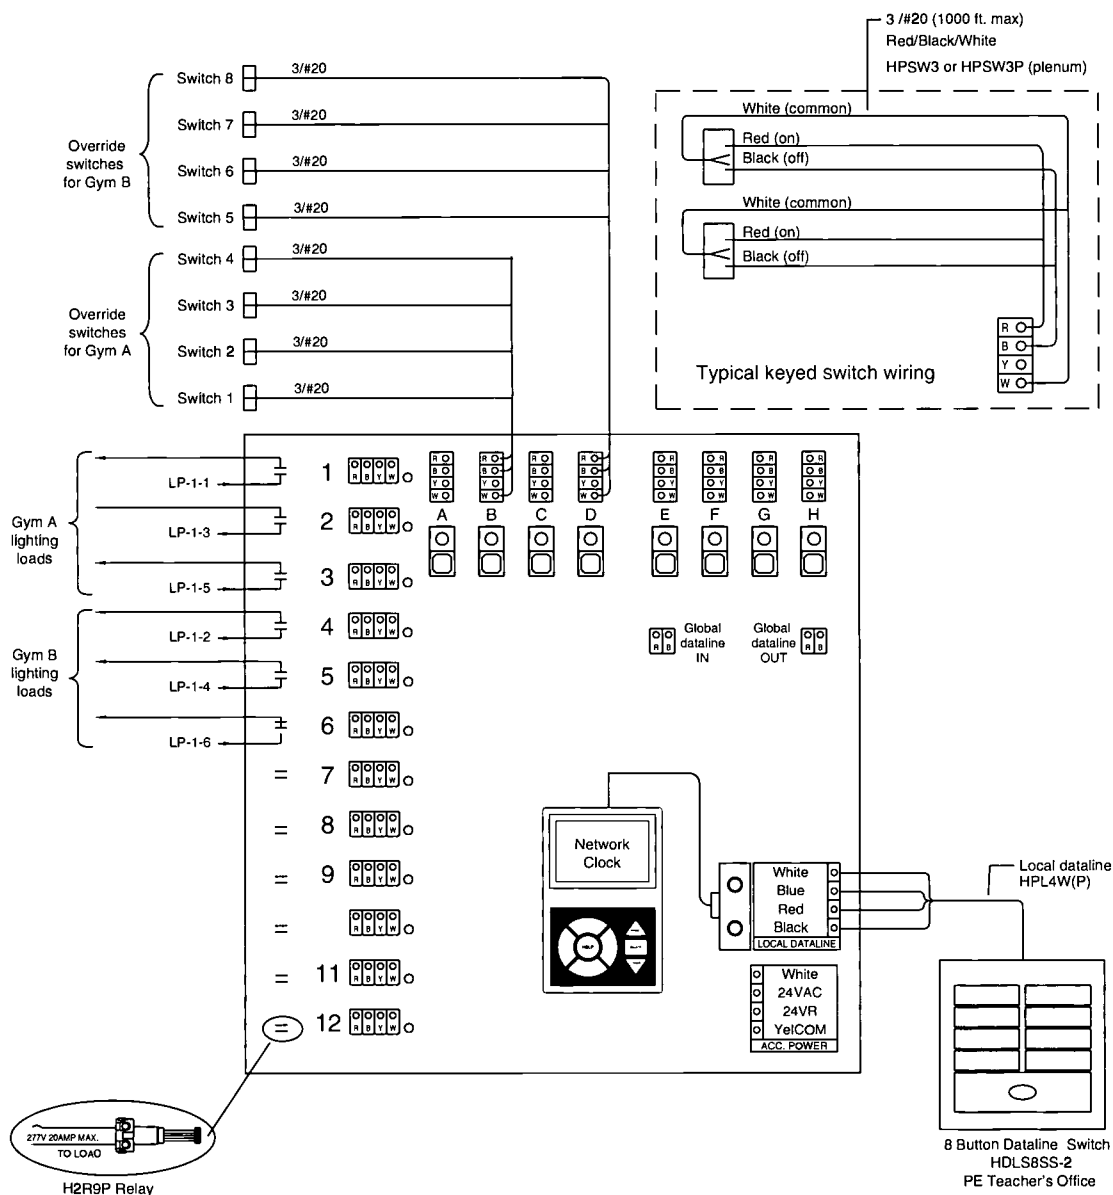 3 /#20 (1000 ft. max)
Red/Black/White
HPSW3 or HPSW3P (plenum)
White (common)
Red (on)
Black (off)
White (common)
Red (on)
Black (off)
R
B
Y
W
Typical keyed switch wiring
Override
switches
for Gym B
Switch 8
3/#20
Switch 7
3/#20
Switch 6
3/#20
Switch 5
3/#20
Override
switches
for Gym A
Switch 4
3/#20
Switch 3
3/#20
Switch 2
3/#20
Switch 1
3/#20
R R R R R R R R
B B B B B B B B
Y Y Y Y Y Y Y Y
W W W W W W W W
A B C D E F G H
Gym A
lighting
loads
LP-1-1
1
R B Y W
LP-1-3
2
R B Y W
LP-1-5
3
R B Y W
Gym B
lighting
loads
LP-1-2
4
R B Y W
LP-1-4
5
R B Y W
LP-1-6
6
R B Y W
7
R B Y W
8
R B Y W
9
R B Y W
R B Y W
11
R B Y W
12
R B Y W
R B
Global
dataline
IN
Global
dataline
OUT
R B
Network
Clock
HELP
White
Blue
Red
Black
LOCAL DATALINE
Local dataline
HPL4W(P)
White
24VAC
24VR
YelCOM
ACC. POWER
8 Button Dataline Switch
HDLS8SS-2
PE Teacher's Office
277V 20AMP MAX.
TO LOAD
H2R9P Relay